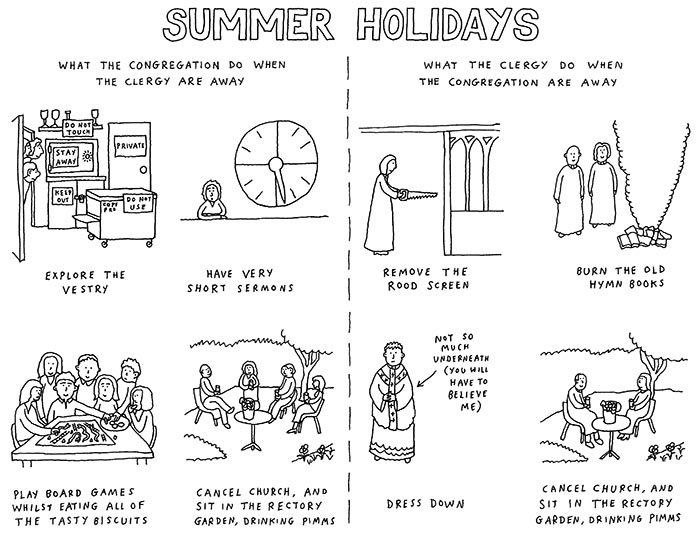 SUMMER HOLIDAYS
WHAT THE CONGREGATION DO WHEN
THE CLERGY ARE AWAY
DO NOT
TOUCH
STAY
AWAY
PRIVATE
KEEP
OUT
COPY
PRO
DO NOT
USE
EXPLORE THE
VESTRY
HAVE VERY
SHORT SERMONS
PLAY BOARD GAMES
WHILST EATING ALL OF
THE TASTY BISCUITS
CANCEL CHURCH, AND
SIT IN THE RECTORY
GARDEN, DRINKING PIMMS
WHAT THE CLERGY DO WHEN
THE CONGREGATION ARE AWAY
REMOVE THE
ROOD SCREEN
BURN THE OLD
HYMN BOOKS
NOT SO
MUCH
UNDERNEATH
(YOU WILL
HAVE TO
BELIEVE
ME)
DRESS DOWN
CANCEL CHURCH, AND
SIT IN THE RECTORY
GARDEN, DRINKING PIMMS